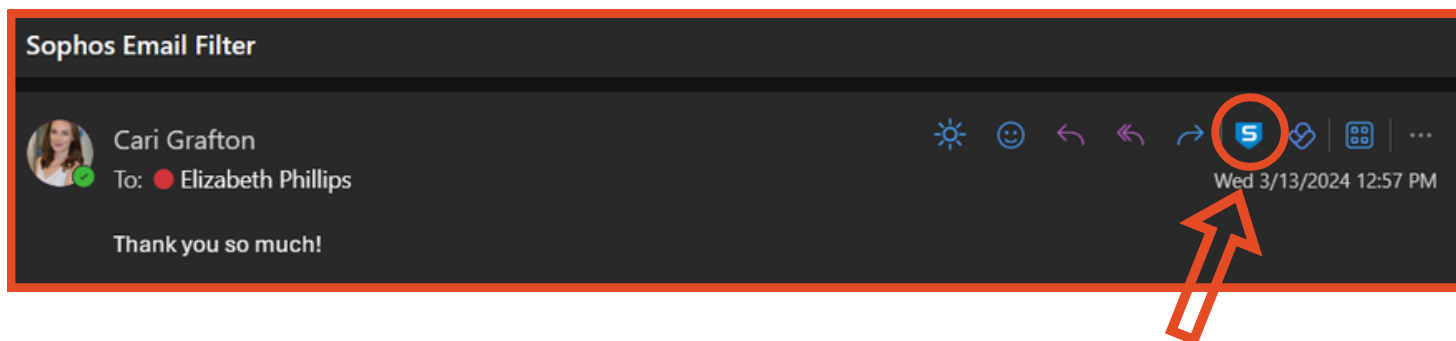 Sophos Email Filter
Cari Grafton
To: Elizabeth Phillips
S
Wed 3/13/2024 12:57 PM
Thank you so much!